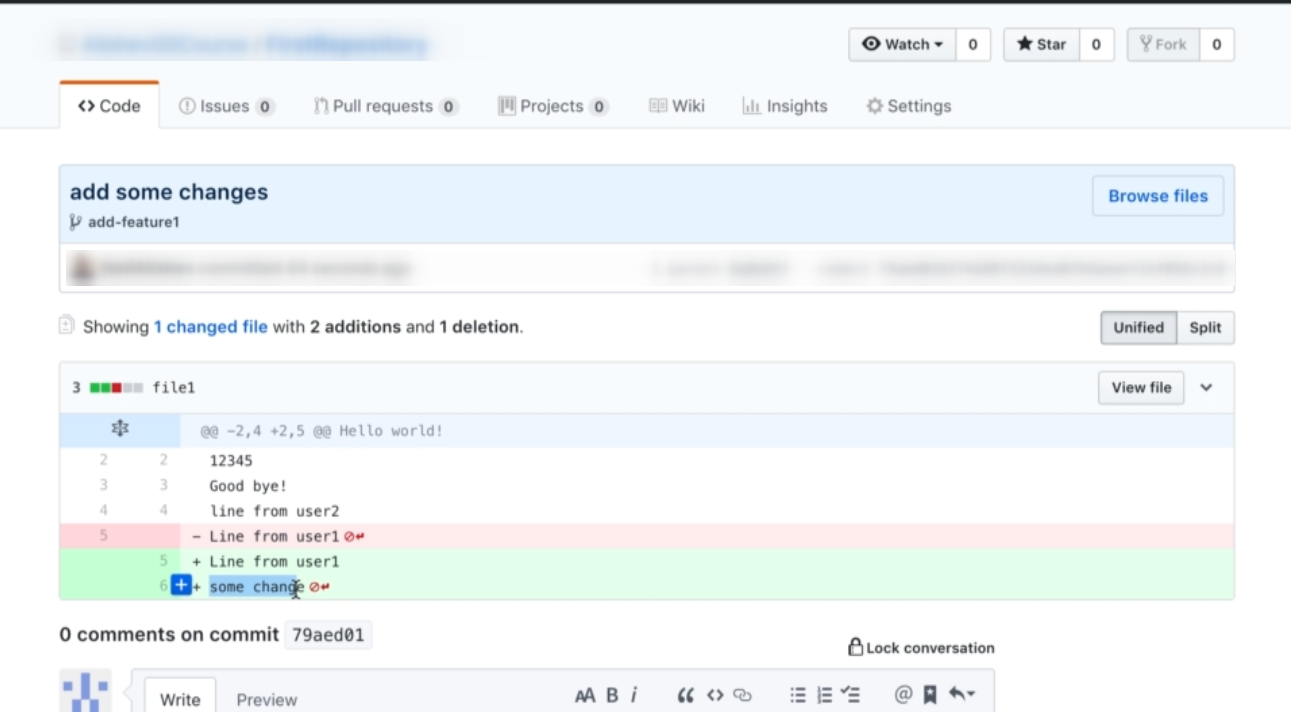 Watch 0 Star 0 Fork 0
Code Issues 0 Pull requests 0 Projects 0 Wiki Insights Settings
add some changes Browse files
add-feature1
Showing 1 changed file with 2 additions and 1 deletion. Unified Split
3 file1 View file
@@ -2,4 +2,5 @@ Hello world!
2 2 12345
3 3 Good bye!
4 4 line from user2
5 - Line from user1
5 + Line from user1
6 + some change
0 comments on commit 79aed01
Lock conversation
Write Preview AA B i “ <> @